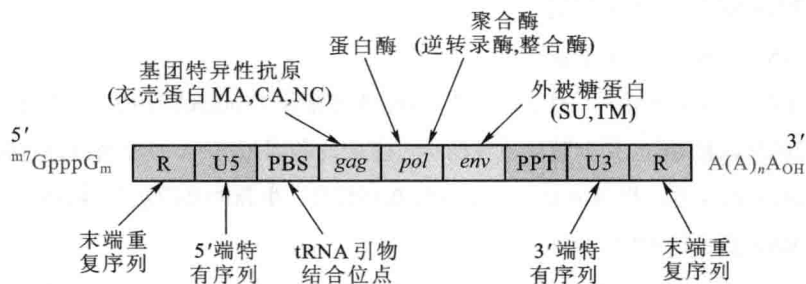 聚合酶
蛋白酶 (逆转录酶,整合酶)
基团特异性抗原
(衣壳蛋白MA,CA,NC)
外被糖蛋白
(SU,TM)
5′ 3′
m7GpppGm R U5 PBS gag pol env PPT U3 R A(A)nAOH
末端重
复序列
5′端特
有序列
tRNA引物
结合位点
3′端特
有序列
末端重
复序列